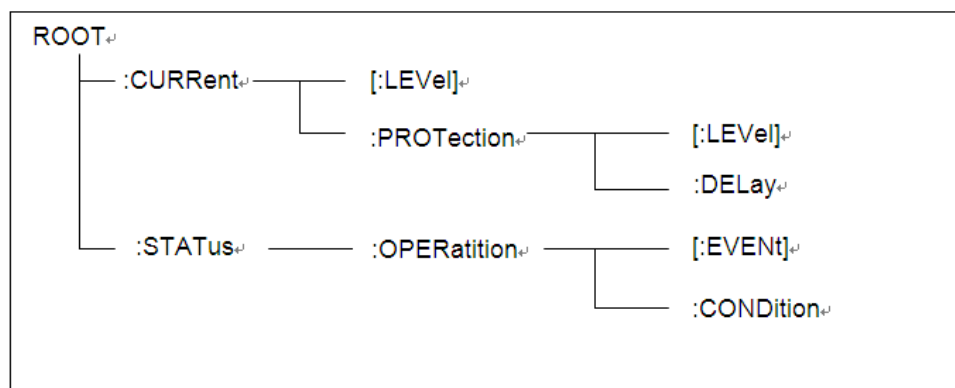 ROOT
:CURRent [:LEVel]
:PROTection [:LEVel]
:DELay
:STATus :OPERatition [:EVENt]
:CONDition